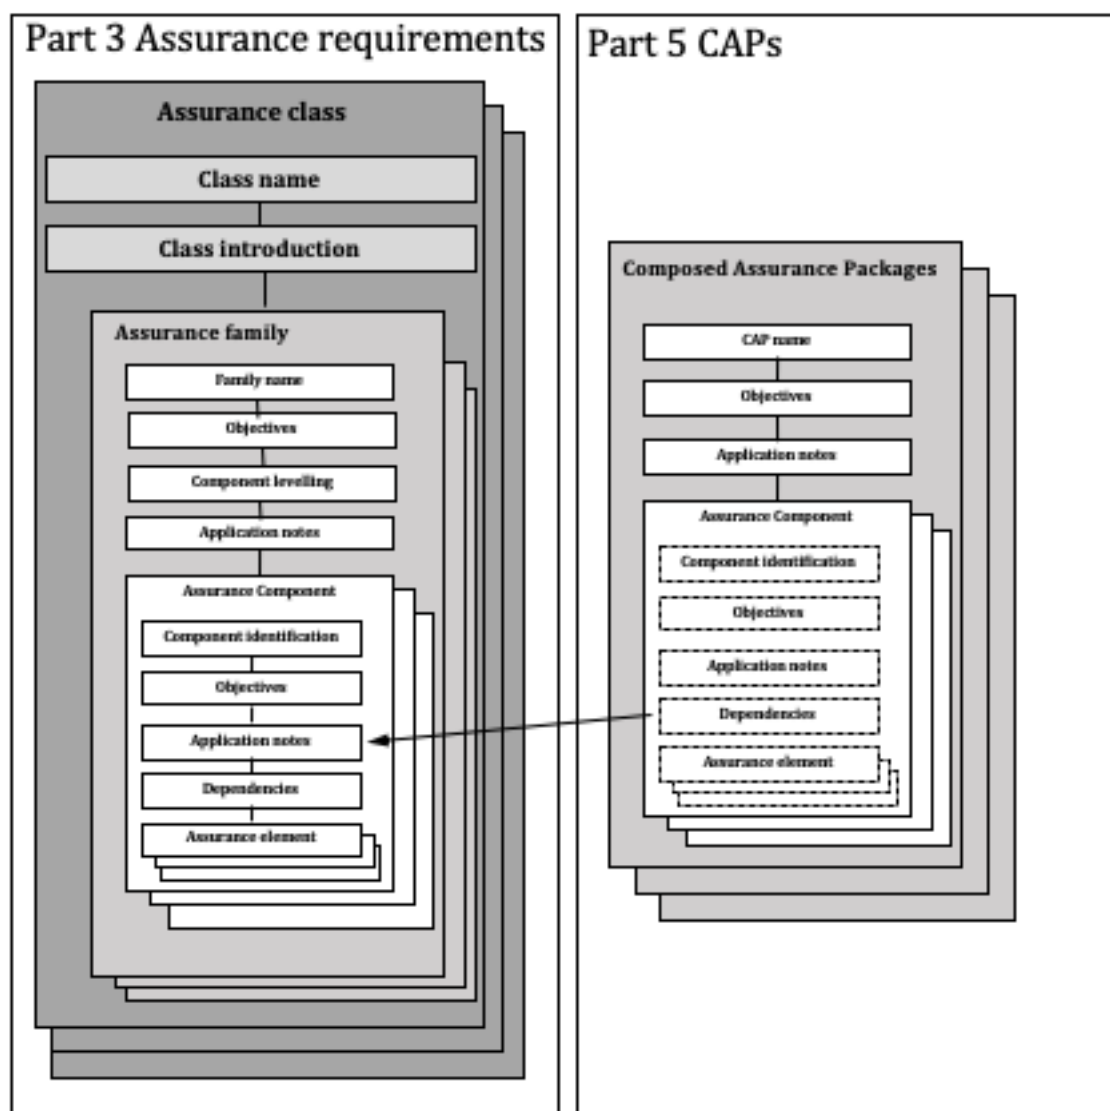 Part 3 Assurance requirements
Assurance class
Class name
Class introduction
Assurance family
Family name
Objectives
Component levelling
Application notes
Assurance Component
Component identification
Objectives
Application notes
Dependencies
Assurance element
Part 5 CAPs
Composed Assurance Packages
CAP name
Objectives
Application notes
Assurance Component
Component identification
Objectives
Application notes
Dependencies
Assurance element